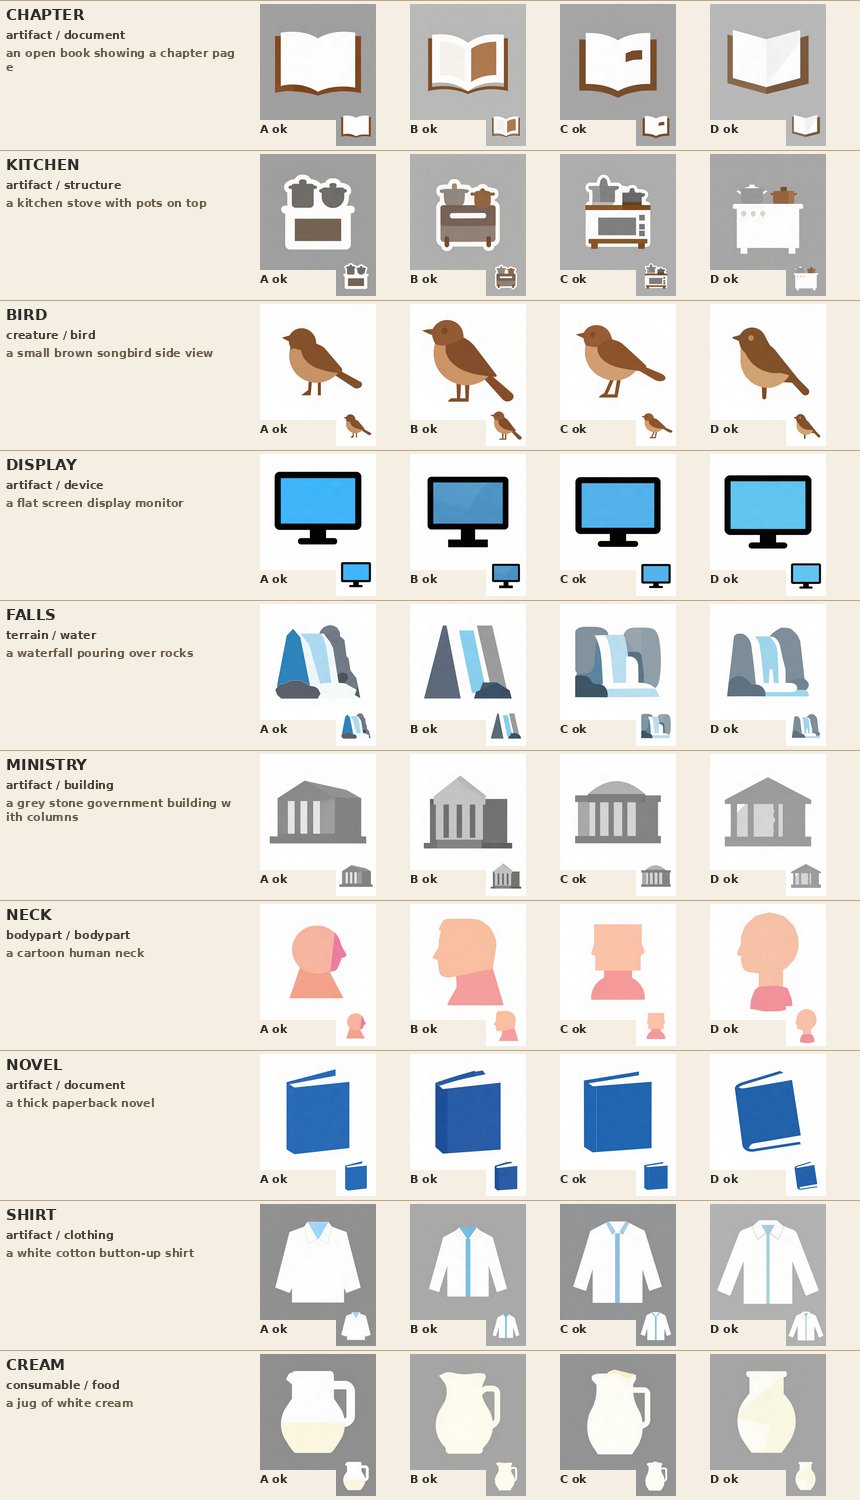 CHAPTER
artifact / document
an open book showing a chapter pag
e
A ok
B ok
C ok
D ok
KITCHEN
artifact / structure
a kitchen stove with pots on top
A ok
B ok
C ok
D ok
BIRD
creature / bird
a small brown songbird side view
A ok
B ok
C ok
D ok
DISPLAY
artifact / device
a flat screen display monitor
A ok
B ok
C ok
D ok
FALLS
terrain / water
a waterfall pouring over rocks
A ok
B ok
C ok
D ok
MINISTRY
artifact / building
a grey stone government building w
ith columns
A ok
B ok
C ok
D ok
NECK
bodypart / bodypart
a cartoon human neck
A ok
B ok
C ok
D ok
NOVEL
artifact / document
a thick paperback novel
A ok
B ok
C ok
D ok
SHIRT
artifact / clothing
a white cotton button-up shirt
A ok
B ok
C ok
D ok
CREAM
consumable / food
a jug of white cream
A ok
B ok
C ok
D ok